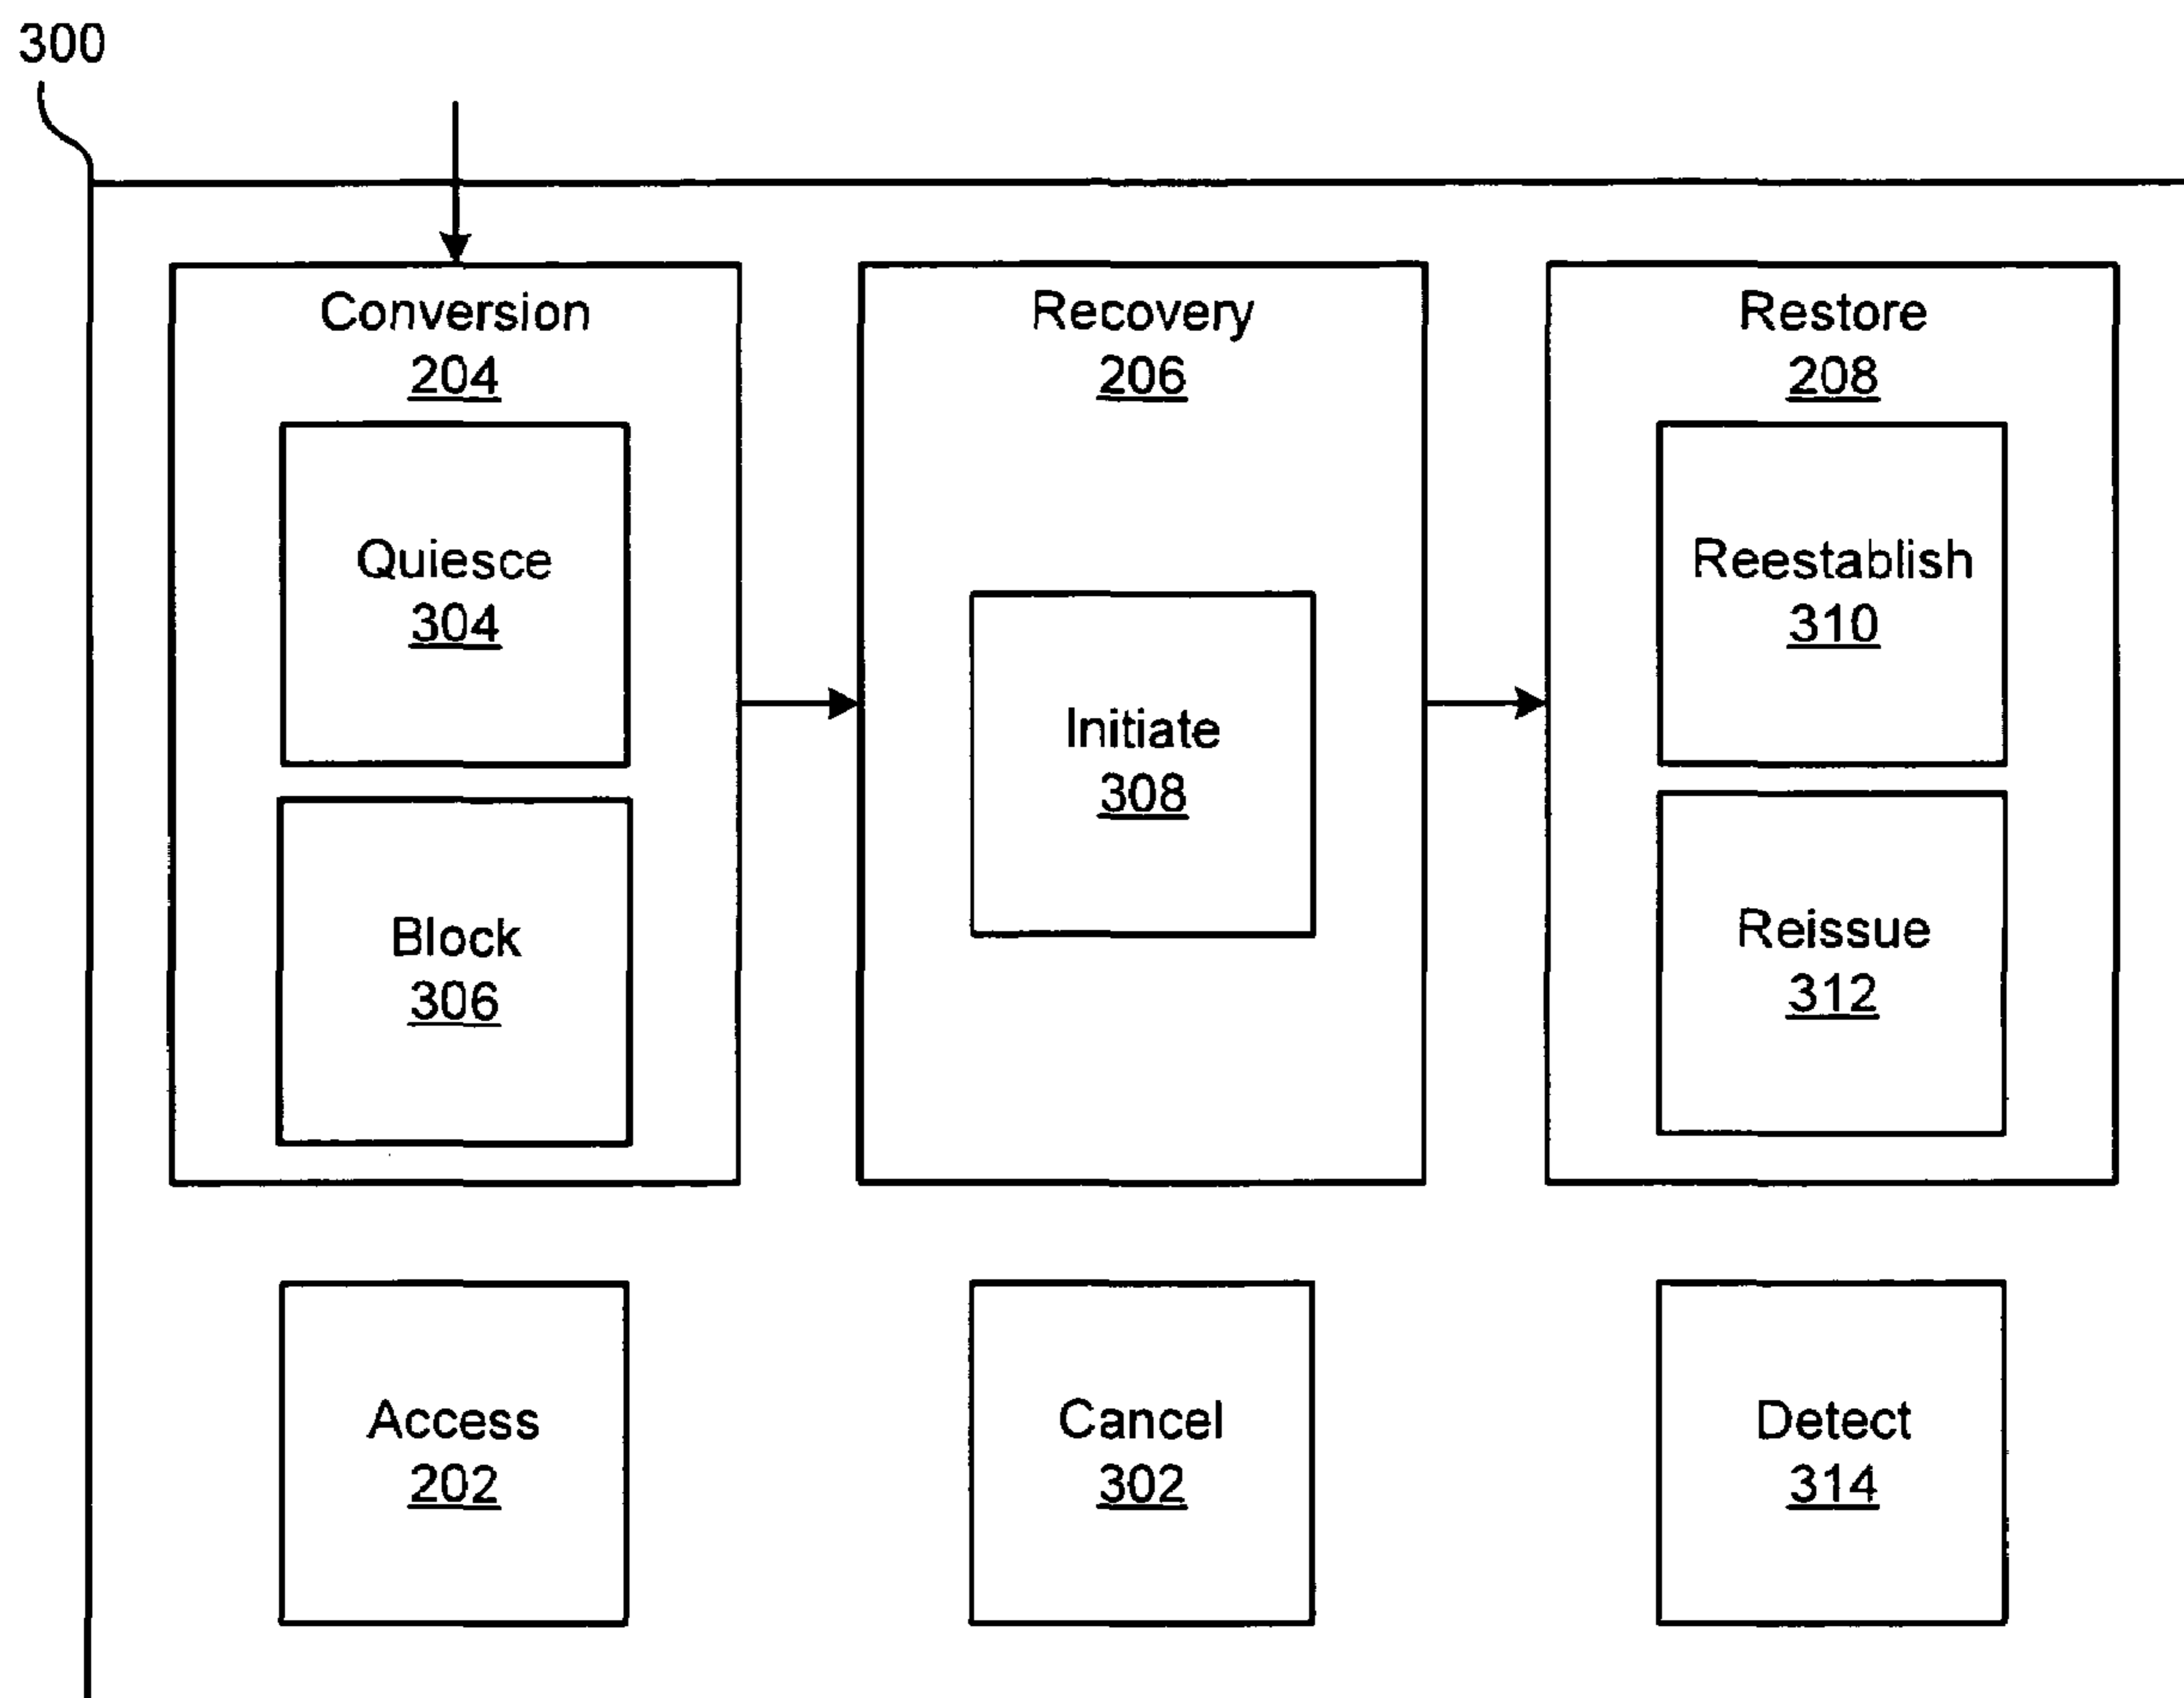 300
Conversion
204
Quiesce
304
Block
306
Recovery
206
Initiate
308
Restore
208
Reestablish
310
Reissue
312
Access
202
Cancel
302
Detect
314